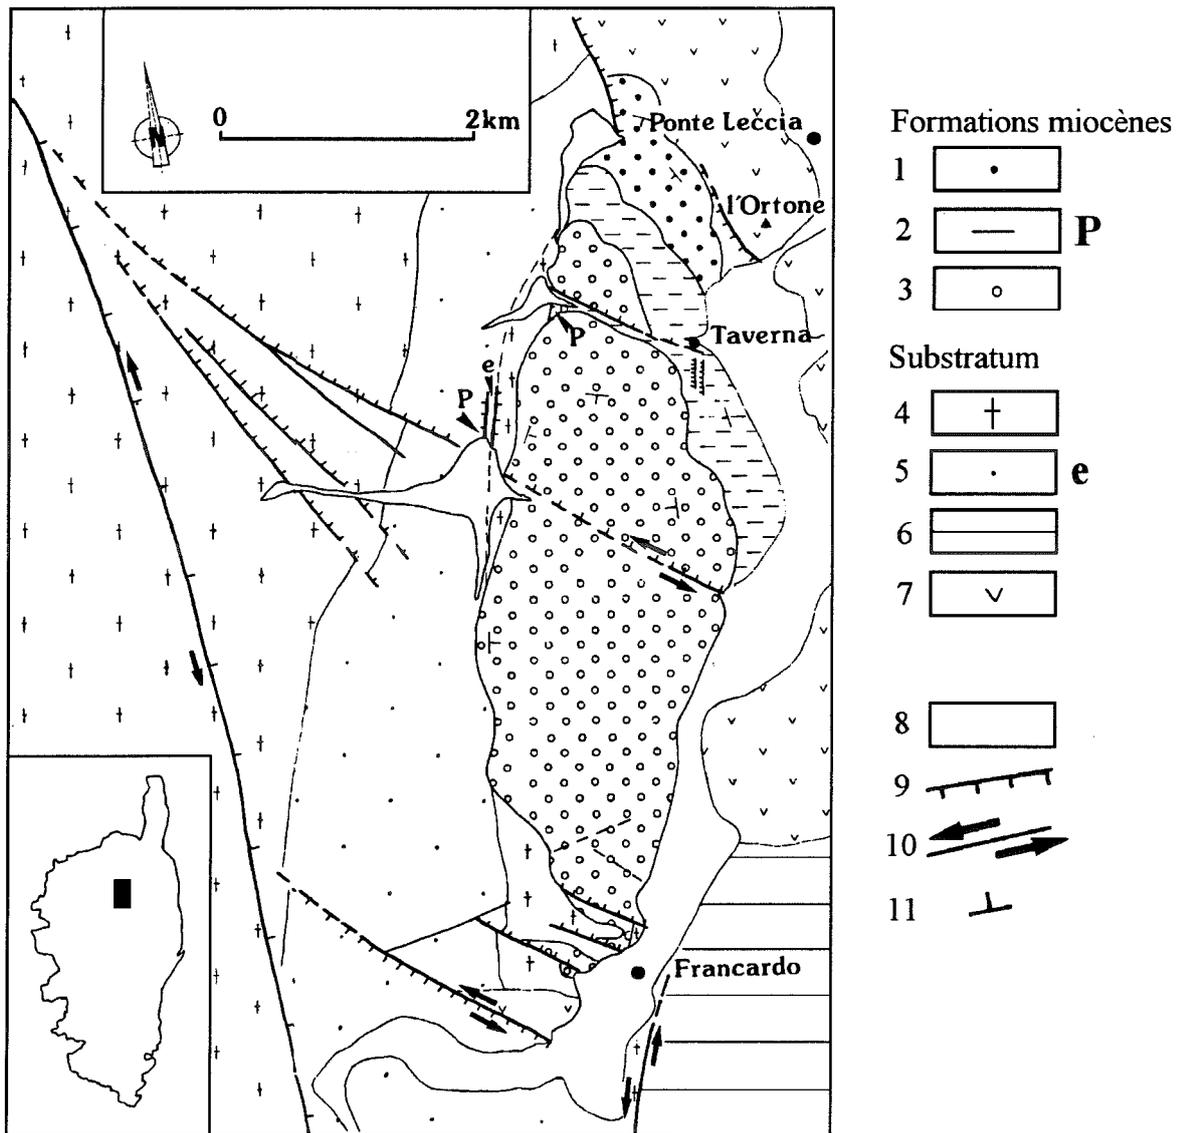 0 2km
N
Ponte Leccia
l'Ortone
Taverna
P
e
P
Francardo
Formations miocènes
1
2 P
3
Substratum
4
5 e
6
7
8
9
10
11